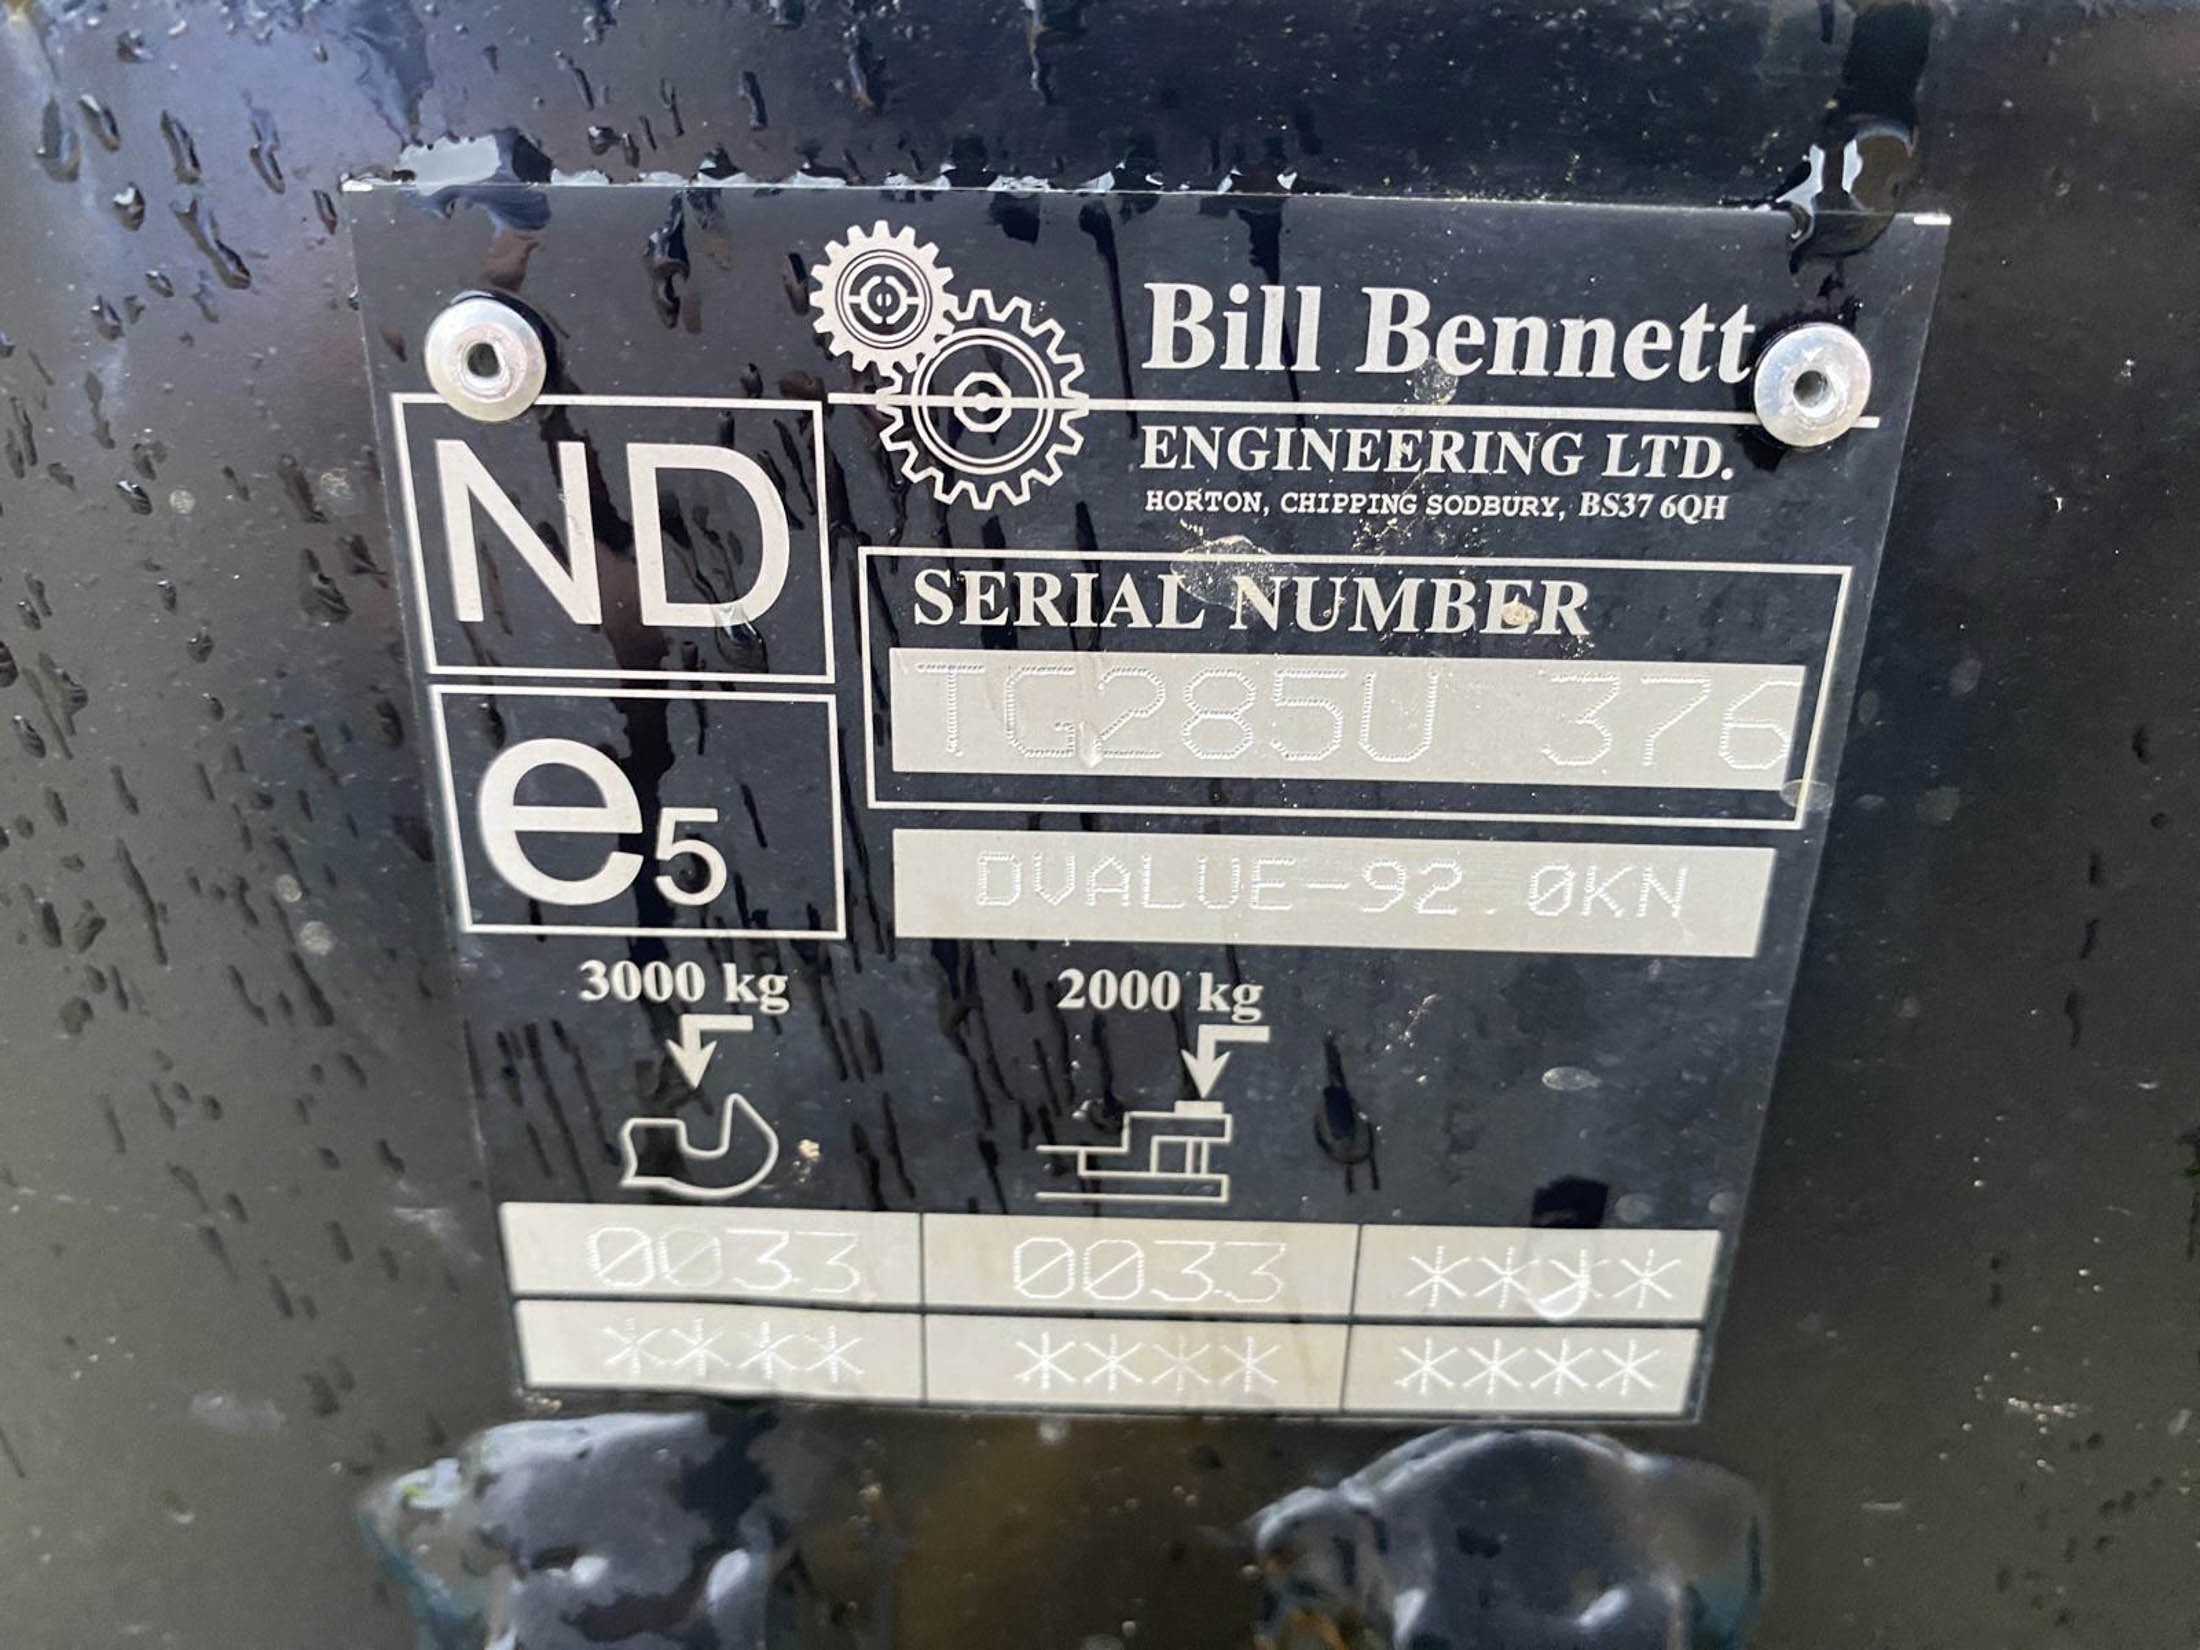 Bill Bennett
ENGINEERING LTD.
HORTON, CHIPPING SODBURY, BS37 6QH
ND
e5
SERIAL NUMBER
TG285U 376
DVALUE-92.0KN
3000 kg 2000 kg
0033 0033 ****
**** **** ****